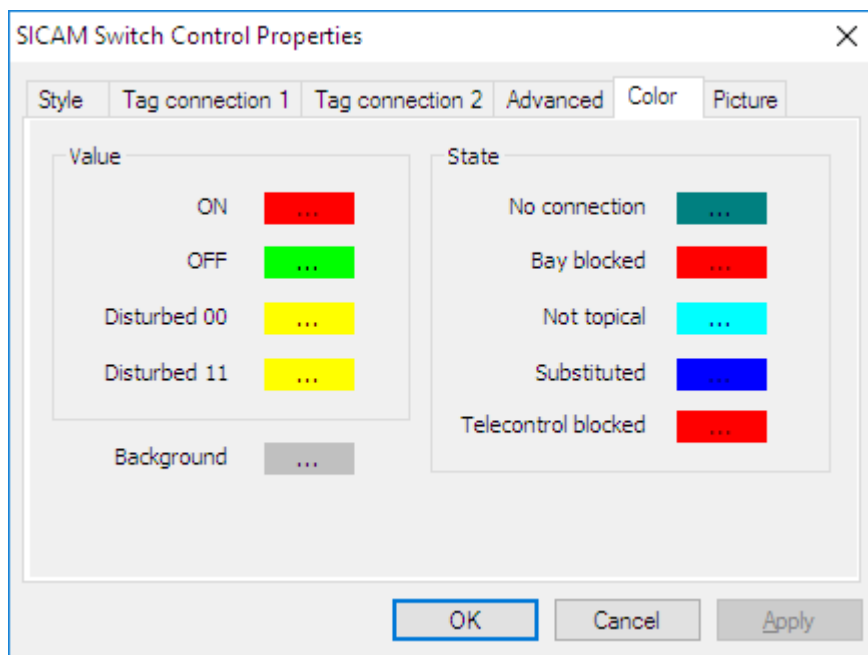 SICAM Switch Control Properties
Style Tag connection 1 Tag connection 2 Advanced Color Picture
Value
ON ...
OFF ...
Disturbed 00 ...
Disturbed 11 ...
Background ...
State
No connection ...
Bay blocked ...
Not topical ...
Substituted ...
Telecontrol blocked ...
OK Cancel Apply